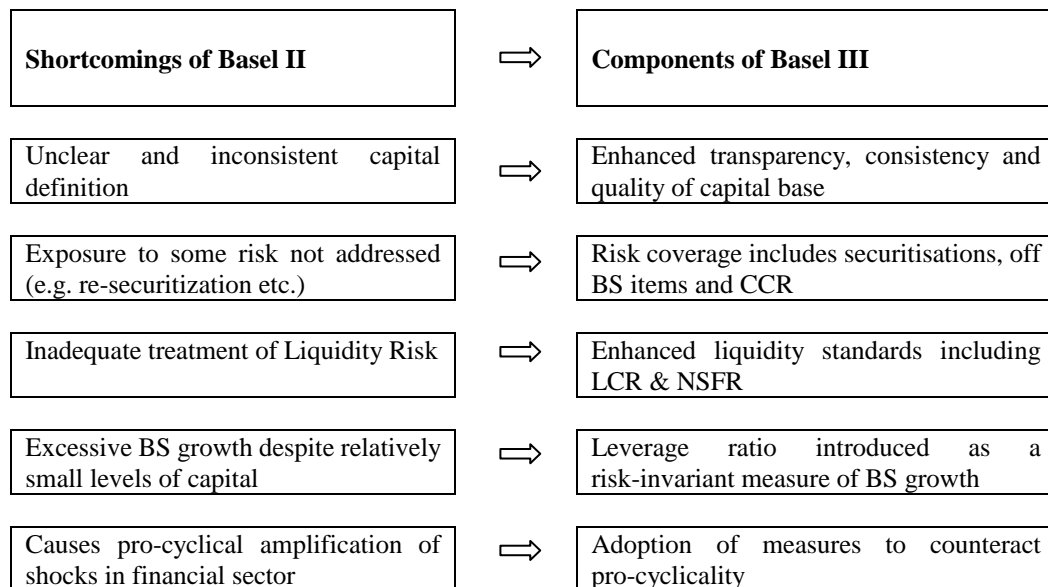 Shortcomings of Basel II
Components of Basel III
Unclear and inconsistent capital
definition
Enhanced transparency, consistency and
quality of capital base
Exposure to some risk not addressed
(e.g. re-securitization etc.)
Risk coverage includes securitisations, off
BS items and CCR
Inadequate treatment of Liquidity Risk
Enhanced liquidity standards including
LCR & NSFR
Excessive BS growth despite relatively
small levels of capital
Leverage ratio introduced as a
risk-invariant measure of BS growth
Causes pro-cyclical amplification of
shocks in financial sector
Adoption of measures to counteract
pro-cyclicality